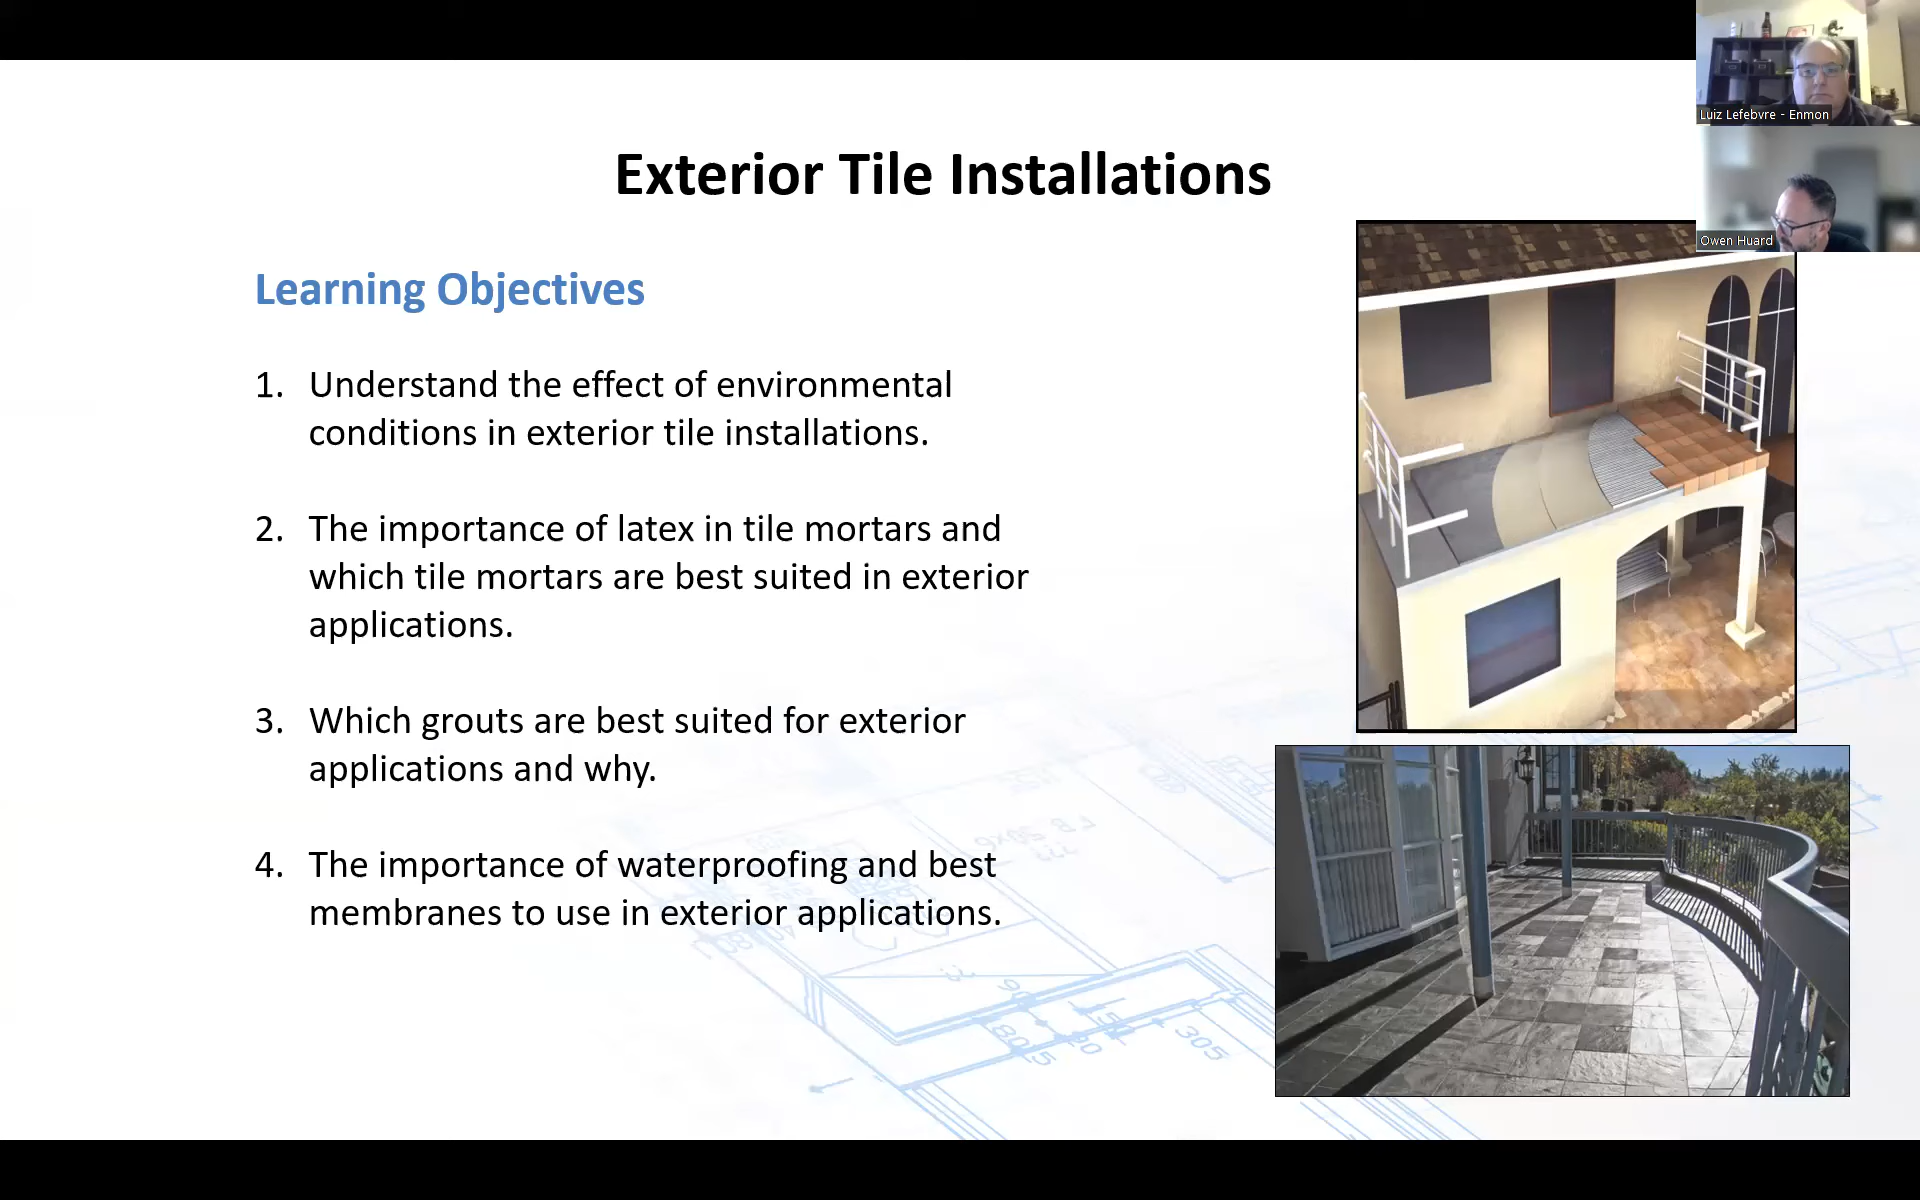 Luiz Lefebvre - Enmon
Owen Huard
Exterior Tile Installations
Learning Objectives
1. Understand the effect of environmental
conditions in exterior tile installations.
2. The importance of latex in tile mortars and
which tile mortars are best suited in exterior
applications.
3. Which grouts are best suited for exterior
applications and why.
4. The importance of waterproofing and best
membranes to use in exterior applications.
305